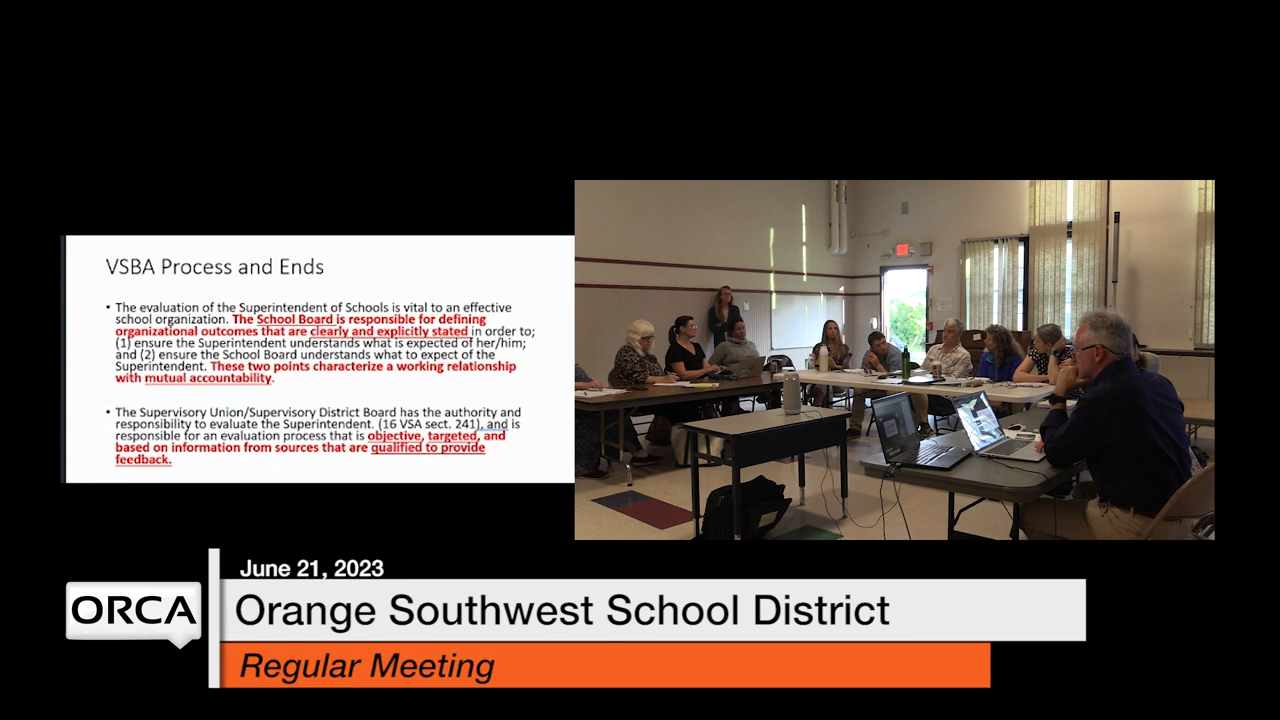 VSBA Process and Ends
• The evaluation of the Superintendent of Schools is vital to an effective
school organization. The School Board is responsible for defining
organizational outcomes that are clearly and explicitly stated in order to;
(1) ensure the Superintendent understands what is expected of her/him;
and (2) ensure the School Board understands what to expect of the
Superintendent. These two points characterize a working relationship
with mutual accountability.
• The Supervisory Union/Supervisory District Board has the authority and
responsibility to evaluate the Superintendent. (16 VSA sect. 241), and is
responsible for an evaluation process that is objective, targeted, and
based on information from sources that are qualified to provide
feedback.
June 21, 2023
ORCA
Orange Southwest School District
Regular Meeting